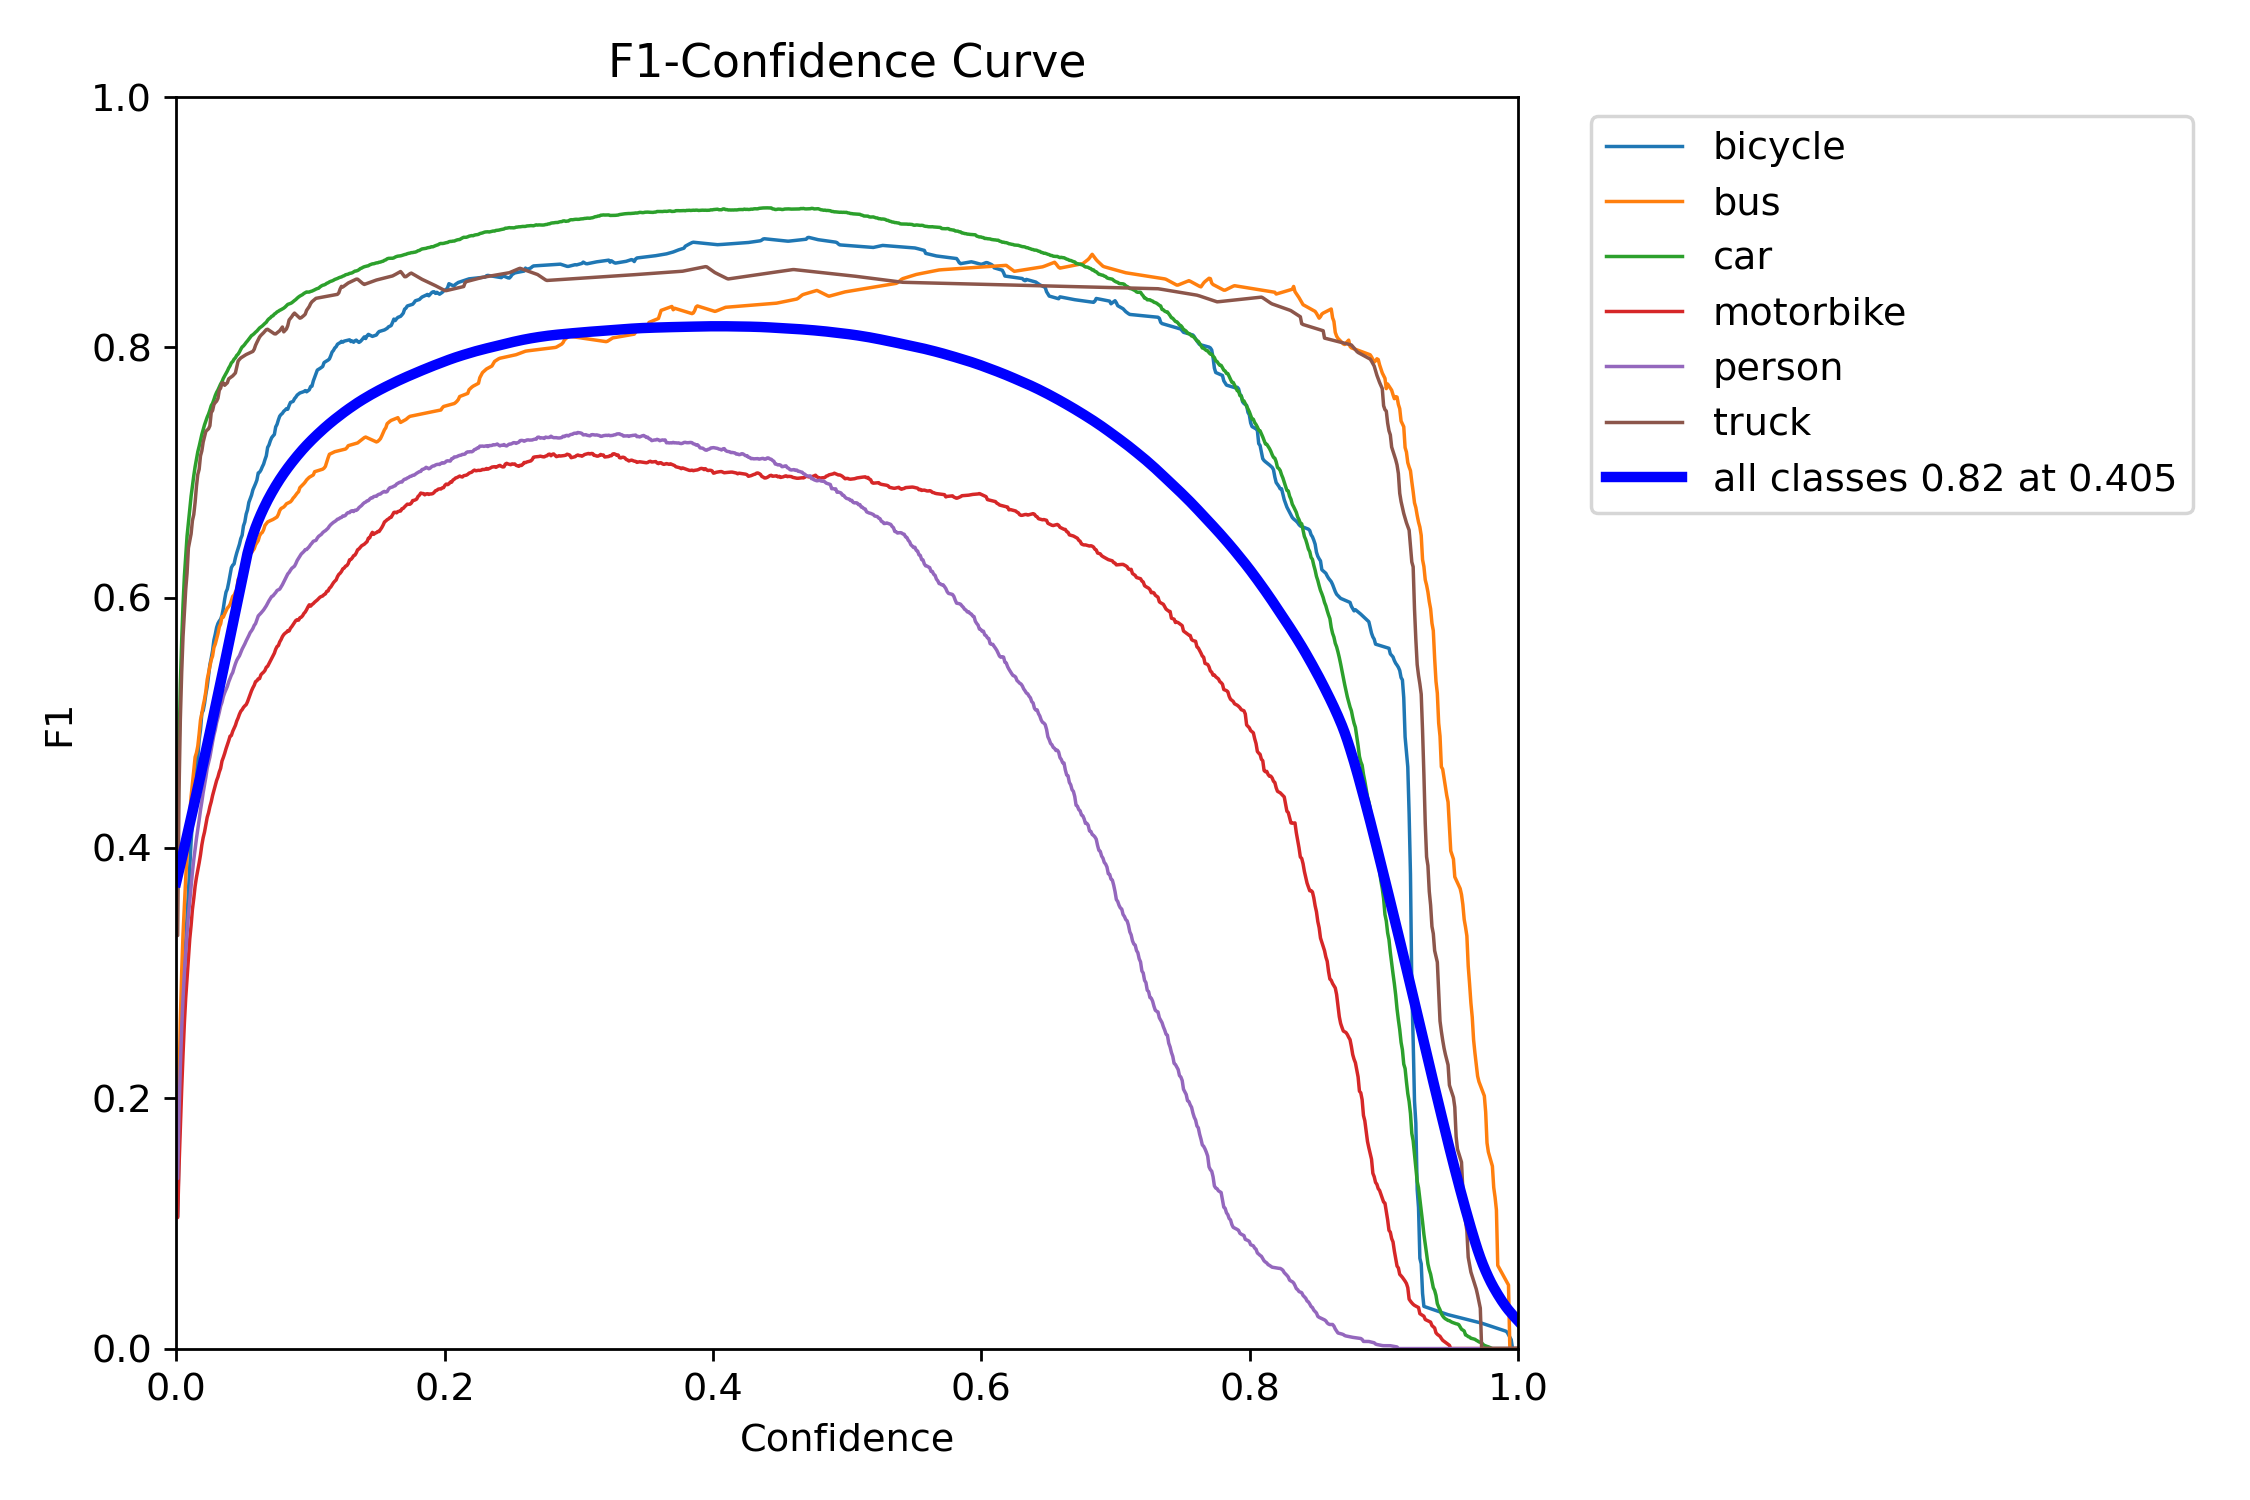 F1-Confidence Curve
1.0
0.8
0.6
0.4
0.2
0.0
F1
0.0 0.2 0.4 0.6 0.8 1.0
Confidence
bicycle
bus
car
motorbike
person
truck
all classes 0.82 at 0.405